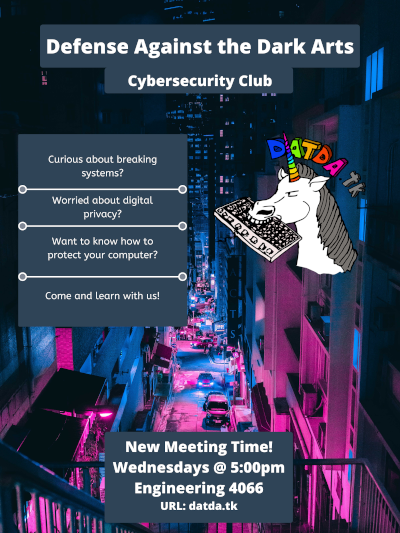 Defense Against the Dark Arts
Cybersecurity Club
DATDA
tk
Curious about breaking
systems?
Worried about digital
privacy?
Want to know how to
protect your computer?
Come and learn with us!
New Meeting Time!
Wednesdays @ 5:00pm
Engineering 4066
URL: datda.tk